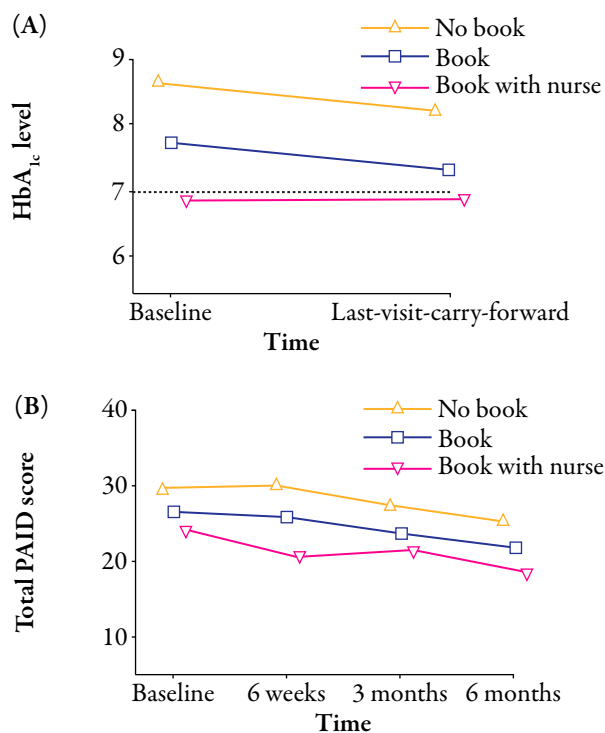 (A)
No book
Book
Book with nurse
9
8
7
6
HbA1c level
Baseline
Last-visit-carry-forward
Time
(B)
No book
Book
Book with nurse
40
30
20
10
Total PAID score
Baseline
6 weeks
3 months
6 months
Time